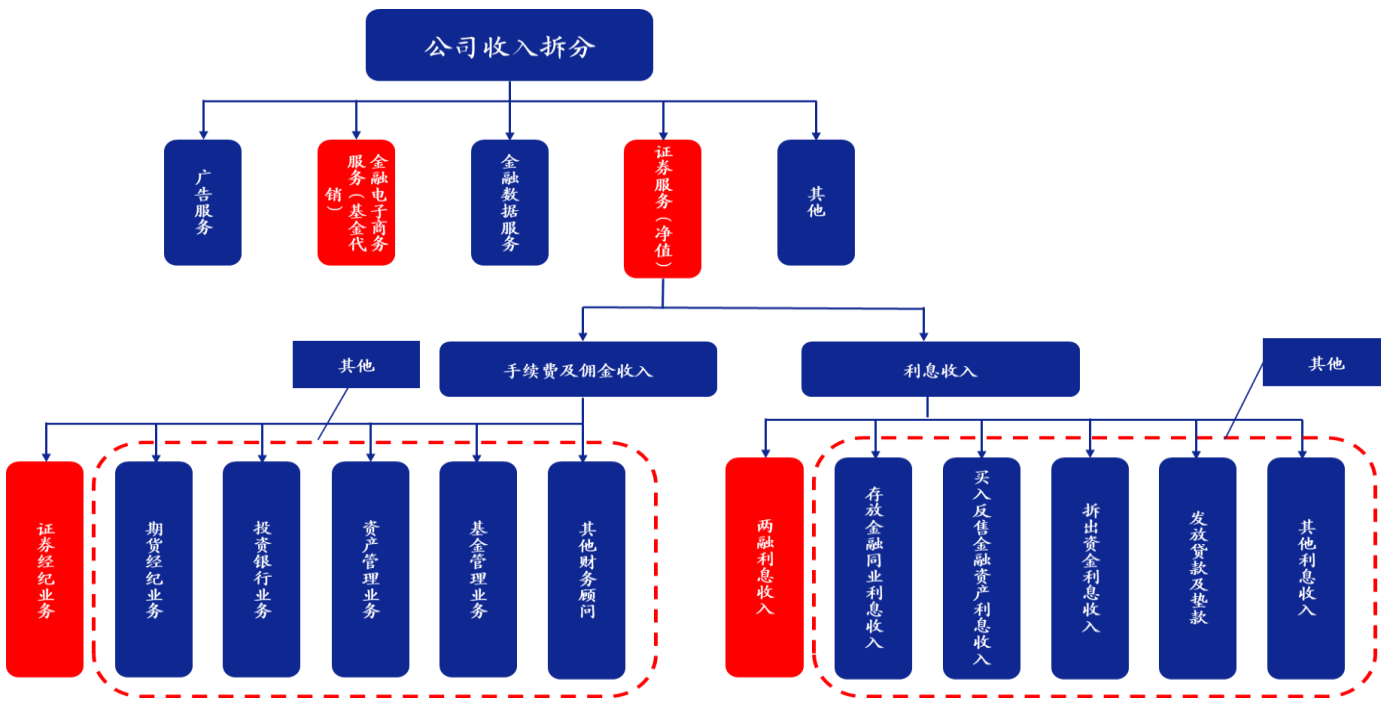 公司收入拆分
广告服务
金融电子商务
服务（基金代
销）
金融数据服务
证券服务（净值）
其他
其他
手续费及佣金收入
利息收入
其他
证券经纪业务
期货经纪业务
投资银行业务
资产管理业务
基金管理业务
其他财务顾问
两融利息收入
存放金融同业利息收入
买入反售金融资产利息收入
拆出资金利息收入
发放贷款及垫款
其他利息收入